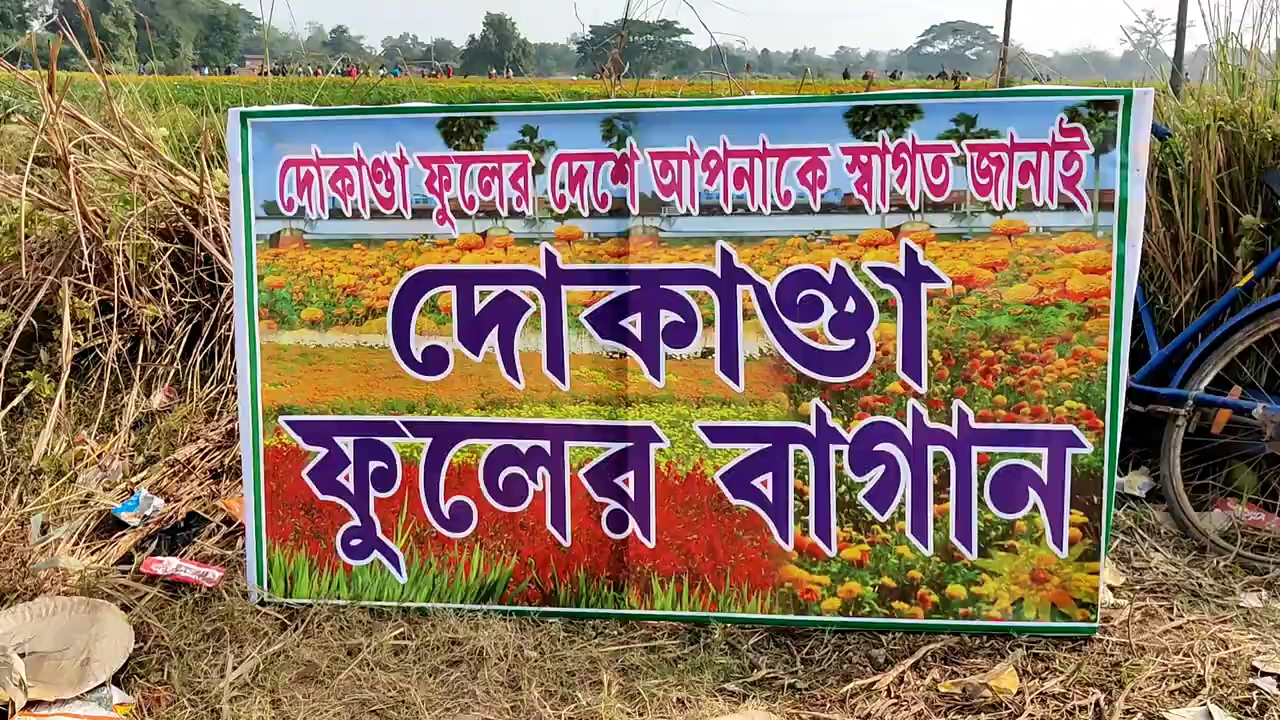 দোকাণ্ডা ফুলের দেশে আপনাকে স্বাগত জানাই
দোকাণ্ডা
ফুলের বাগান